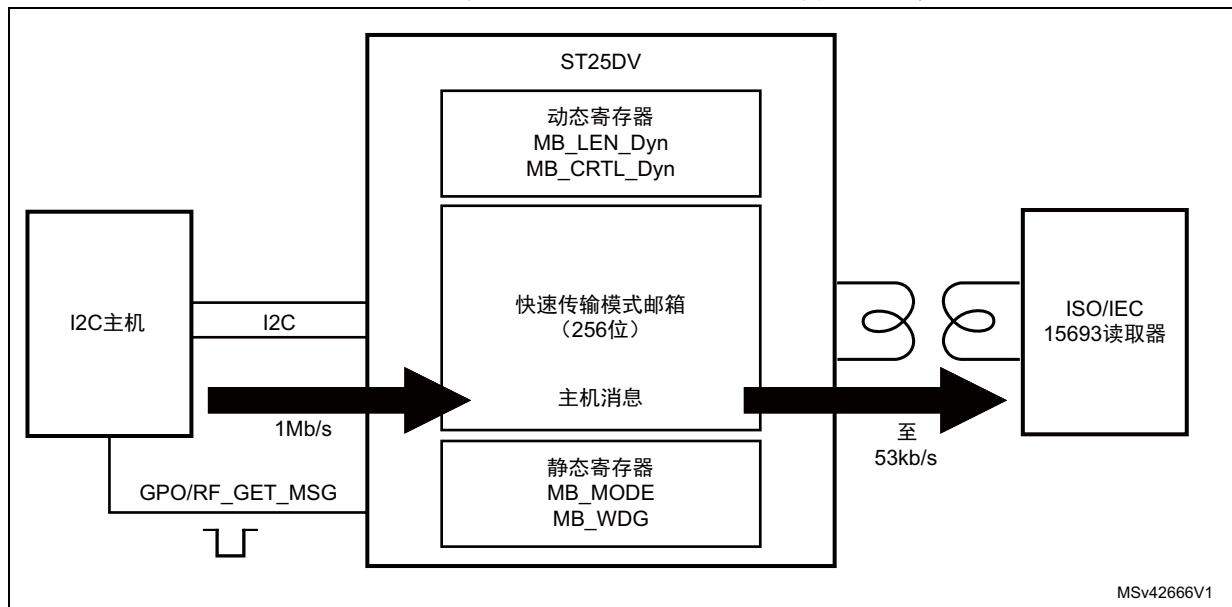 ST25DV
动态寄存器
MB_LEN_Dyn
MB_CRTL_Dyn
I2C主机
I2C
1Mb/s
快速传输模式邮箱
（256位）
主机消息
至
53kb/s
ISO/IEC
15693读取器
GPO/RF_GET_MSG
静态寄存器
MB_MODE
MB_WDG
MSv42666V1